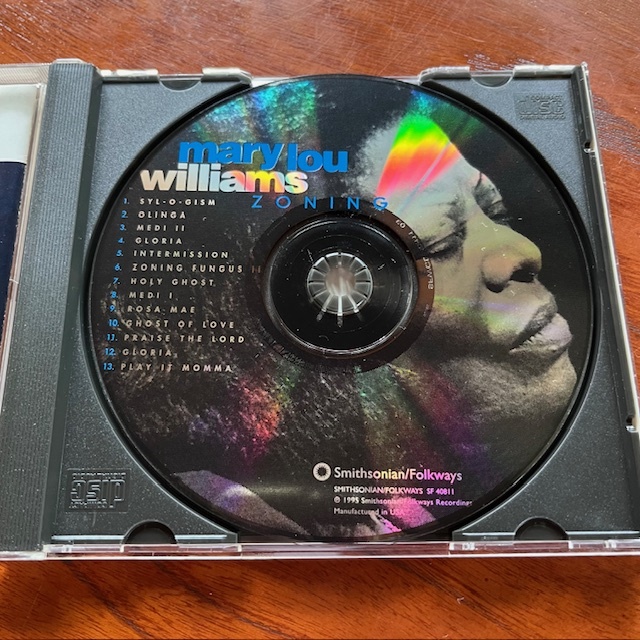 mary lou
williams
ZONING
1. SYL-O-GISM
2. OLINGA
3. MEDI II
4. GLORIA
5. INTERMISSION
6. ZONING FUNGUS II
7. HOLY GHOST
8. MEDI I
9. ROSA MAE
10. GHOST OF LOVE
11. PRAISE THE LORD
12. GLORIA
13. PLAY IT MOMMA
Smithsonian/Folkways
SMITHSONIAN/FOLKWAYS SF 40811
© 1995 Smithsonian/Folkways Recordings
Manufactured in USA
disc
disc